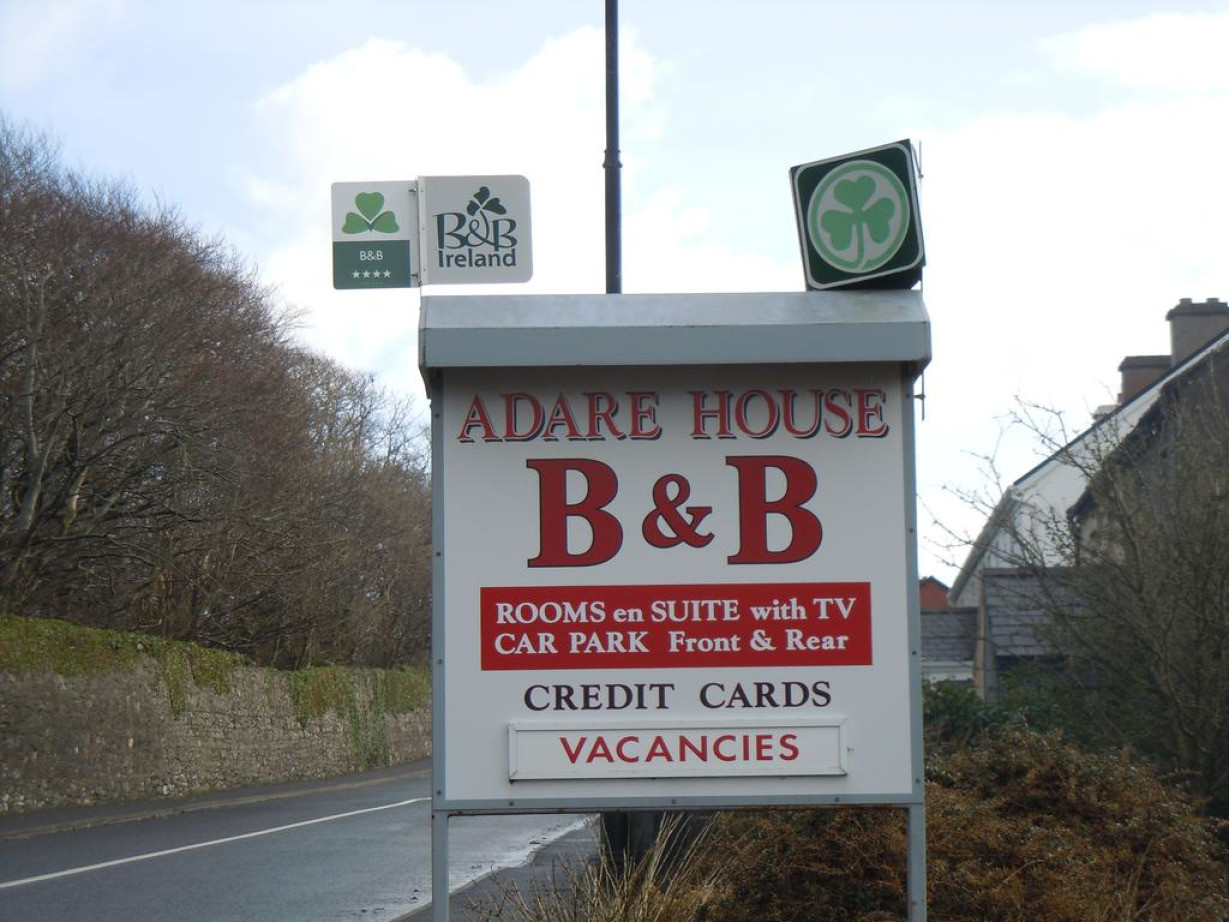 B&B
★★★★
B&B
Ireland
ADARE HOUSE
B&B
ROOMS en SUITE with TV
CAR PARK Front & Rear
CREDIT CARDS
VACANCIES